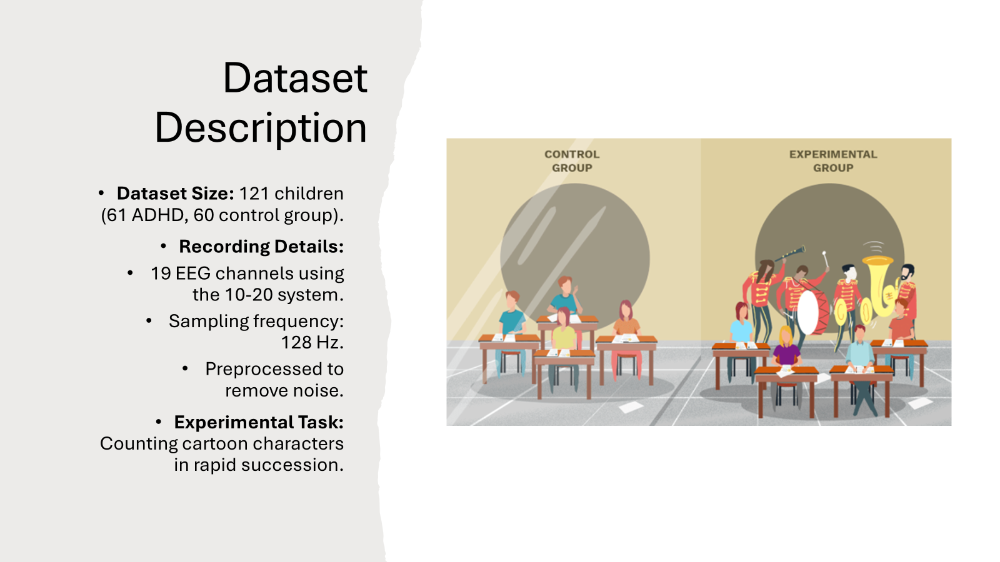 Dataset
Description
• Dataset Size: 121 children
(61 ADHD, 60 control group).
• Recording Details:
• 19 EEG channels using
the 10-20 system.
• Sampling frequency:
128 Hz.
• Preprocessed to
remove noise.
• Experimental Task:
Counting cartoon characters
in rapid succession.
CONTROL
GROUP
EXPERIMENTAL
GROUP